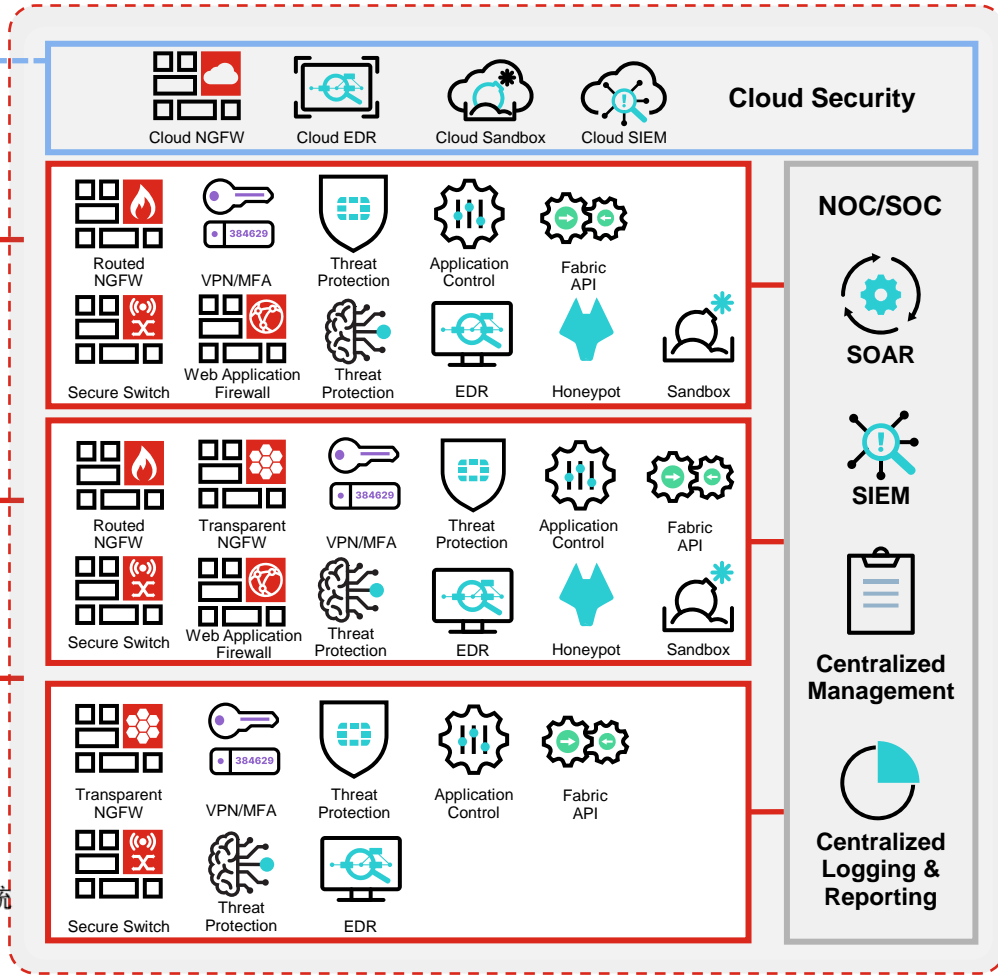 Cloud NGFW
Cloud EDR
Cloud Sandbox
Cloud SIEM
Cloud Security
384629
Routed
NGFW
VPN/MFA
Threat
Protection
Application
Control
Fabric
API
Secure Switch
Web Application
Firewall
Threat
Protection
EDR
Honeypot
Sandbox
384629
Routed
NGFW
Transparent
NGFW
VPN/MFA
Threat
Protection
Application
Control
Fabric
API
Secure Switch
Web Application
Firewall
Threat
Protection
EDR
Honeypot
Sandbox
384629
Transparent
NGFW
VPN/MFA
Threat
Protection
Application
Control
Fabric
API
Secure Switch
Threat
Protection
EDR
NOC/SOC
SOAR
SIEM
Centralized
Management
Centralized
Logging &
Reporting
统